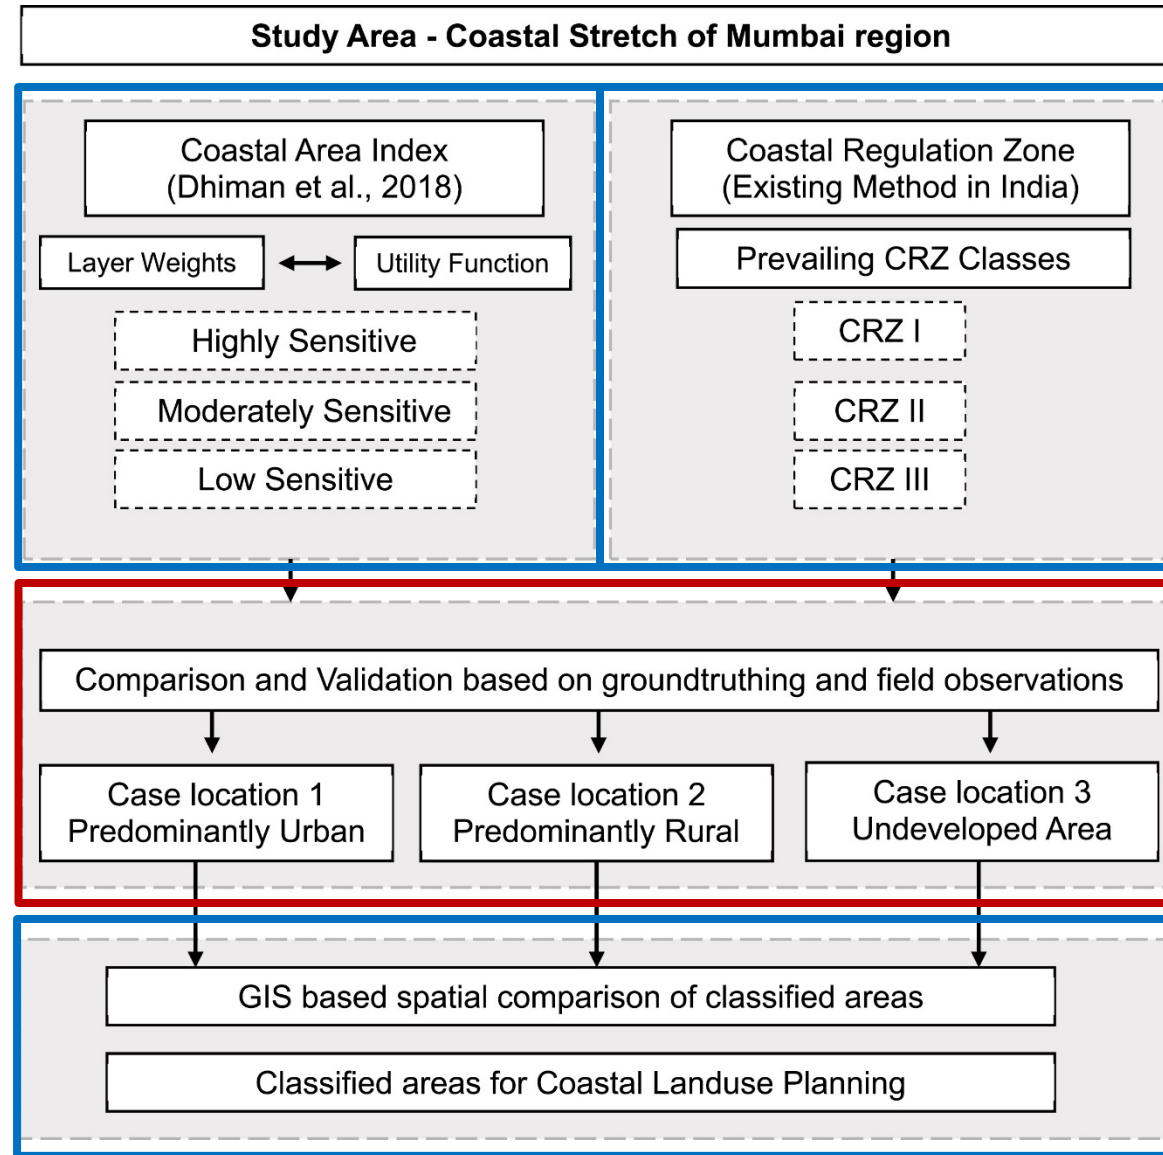 Study Area - Coastal Stretch of Mumbai region
Coastal Area Index
(Dhiman et al., 2018)
Layer Weights
Utility Function
Highly Sensitive
Moderately Sensitive
Low Sensitive
Coastal Regulation Zone
(Existing Method in India)
Prevailing CRZ Classes
CRZ I
CRZ II
CRZ III
Comparison and Validation based on groundtruthing and field observations
Case location 1
Predominantly Urban
Case location 2
Predominantly Rural
Case location 3
Undeveloped Area
GIS based spatial comparison of classified areas
Classified areas for Coastal Landuse Planning